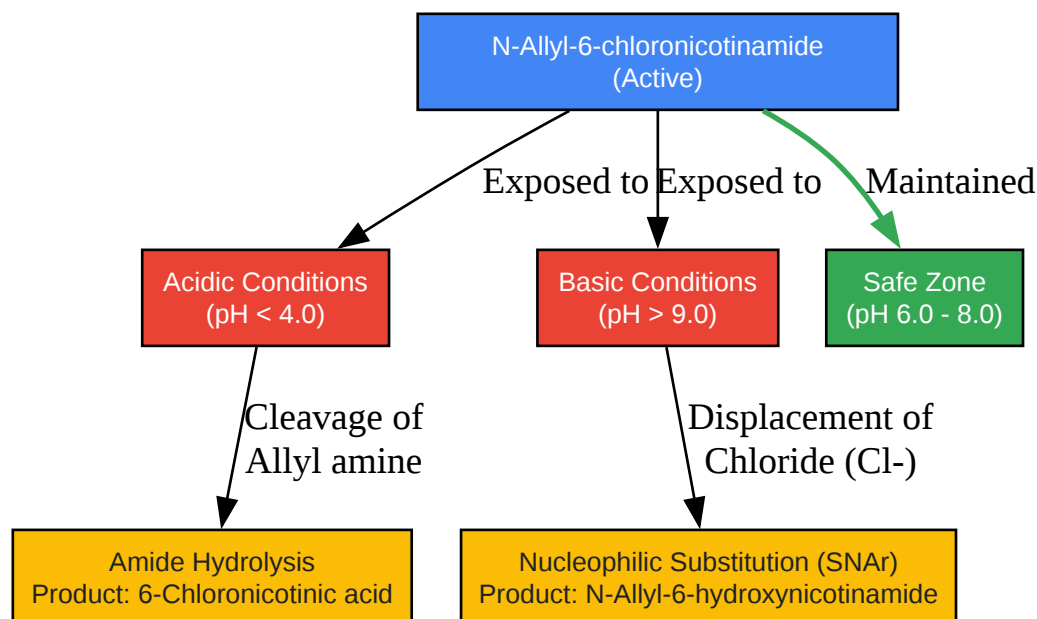 N-Allyl-6-chloronicotinamide
(Active)
Exposed to
Exposed to
Maintained
Acidic Conditions
(pH < 4.0)
Basic Conditions
(pH > 9.0)
Safe Zone
(pH 6.0 - 8.0)
Cleavage of
Allyl amine
Displacement of
Chloride (Cl-)
Amide Hydrolysis
Product: 6-Chloronicotinic acid
Nucleophilic Substitution (SNAr)
Product: N-Allyl-6-hydroxynicotinamide